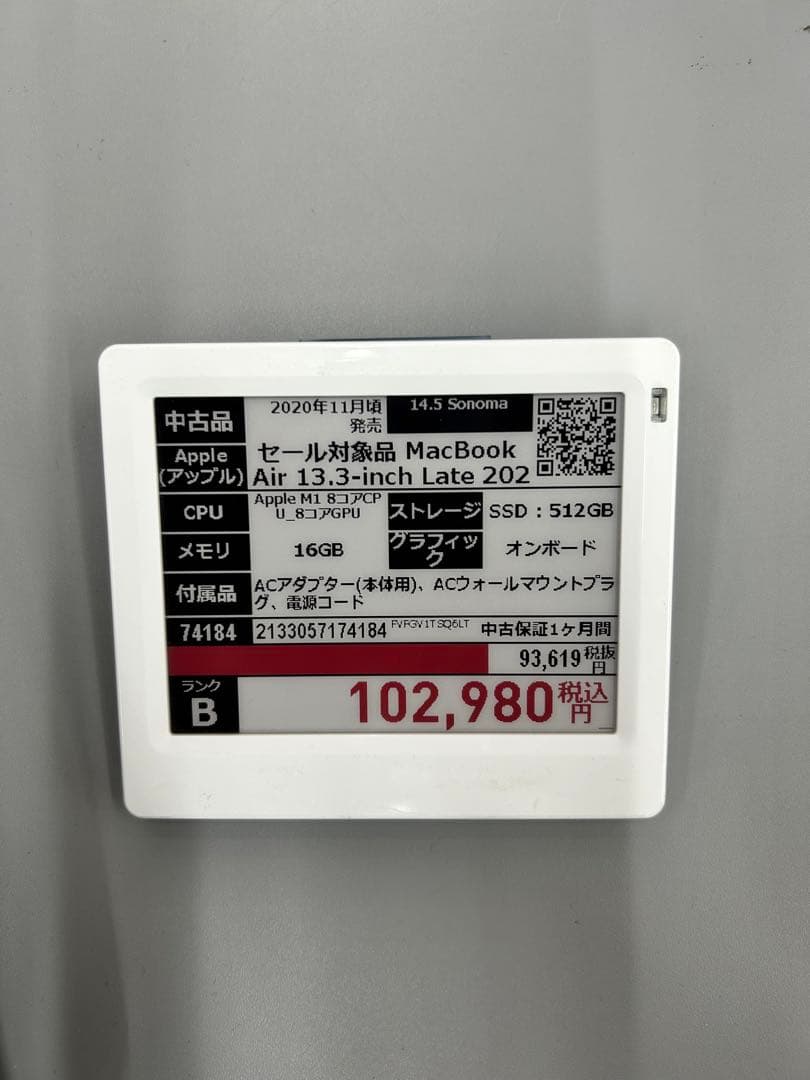 中古品
2020年11月頃
発売
14.5 Sonoma
Apple
(アップル)
セール対象品 MacBook
Air 13.3-inch Late 202
CPU
Apple M1 8コアCP
U_8コアGPU
ストレージ
SSD：512GB
メモリ
16GB
グラフィッ
ク
オンボード
付属品
ACアダプター(本体用)、ACウォールマウントプラ
グ、電源コード
74184
2133057174184
中古保証1ヶ月間
93,619
税抜
円
ランク
B
102,980
税込
円